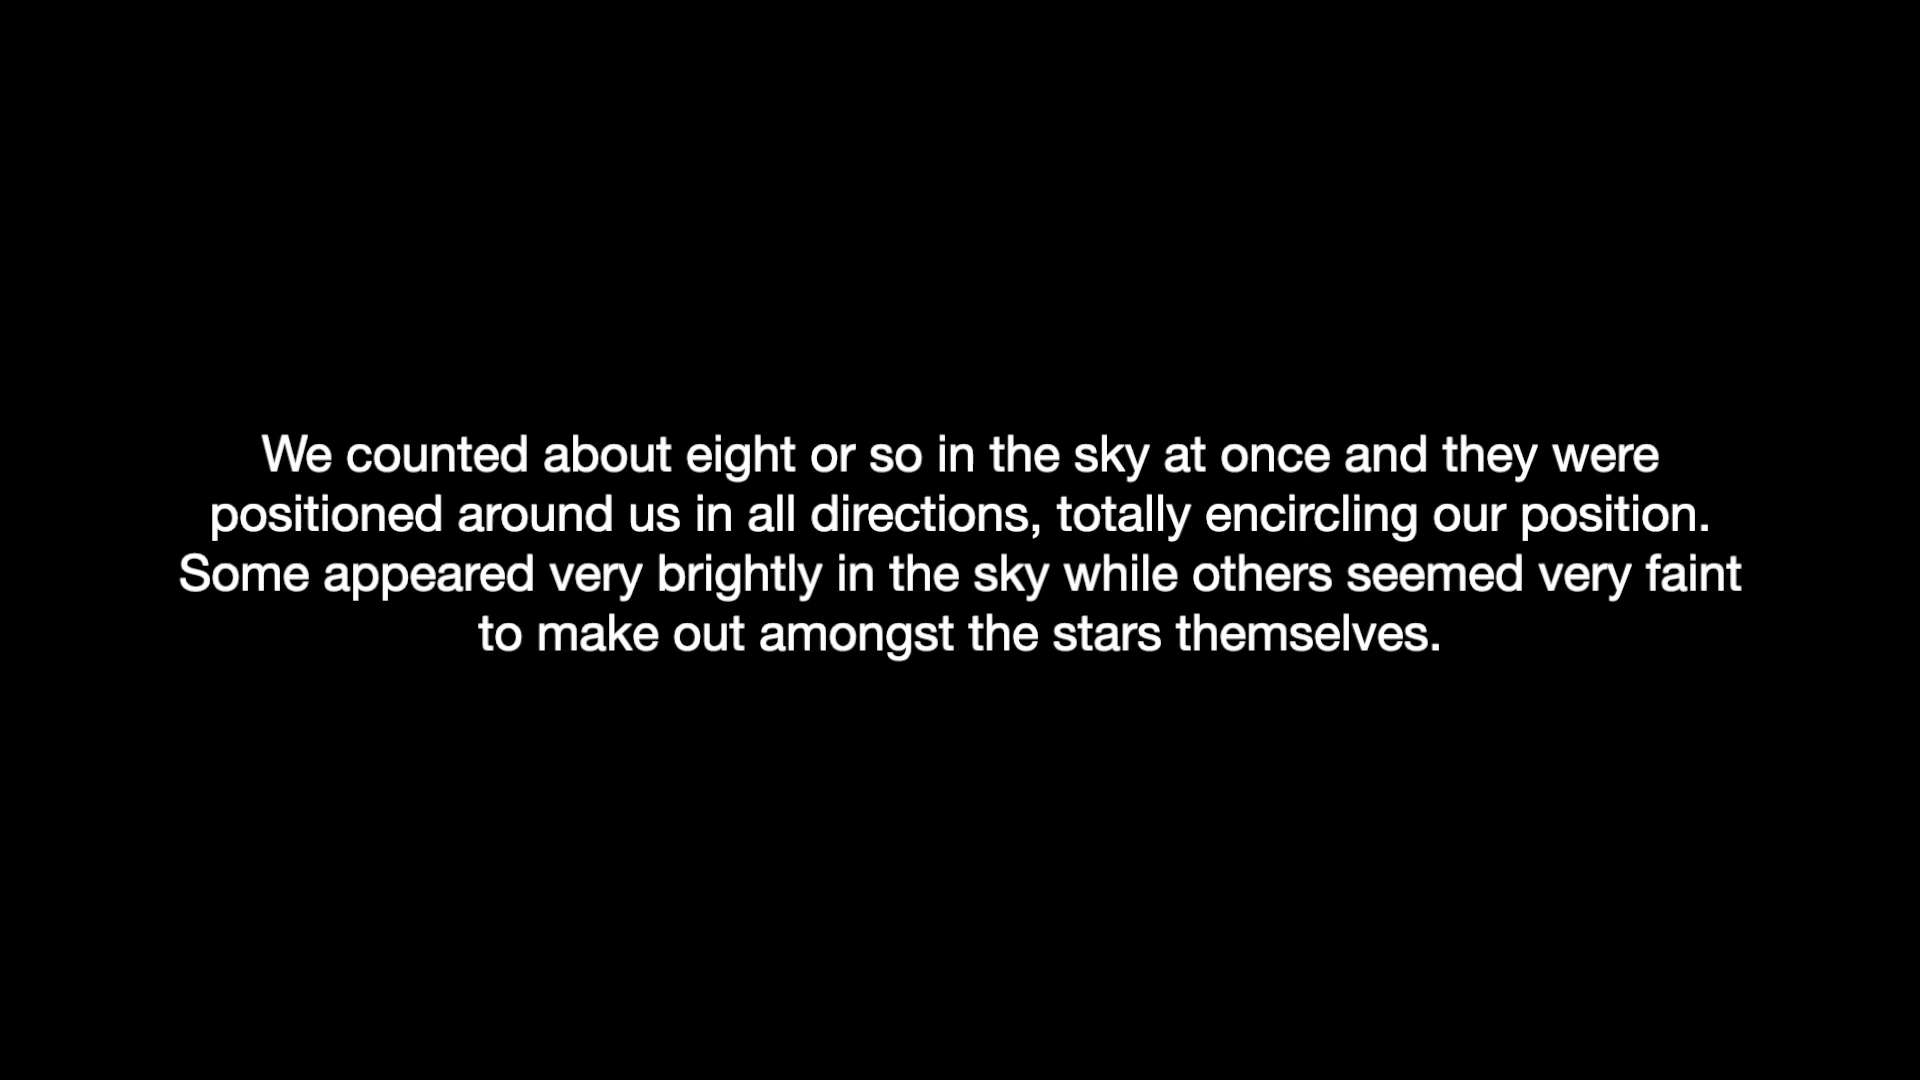 We counted about eight or so in the sky at once and they were
positioned around us in all directions, totally encircling our position.
Some appeared very brightly in the sky while others seemed very faint
to make out amongst the stars themselves.